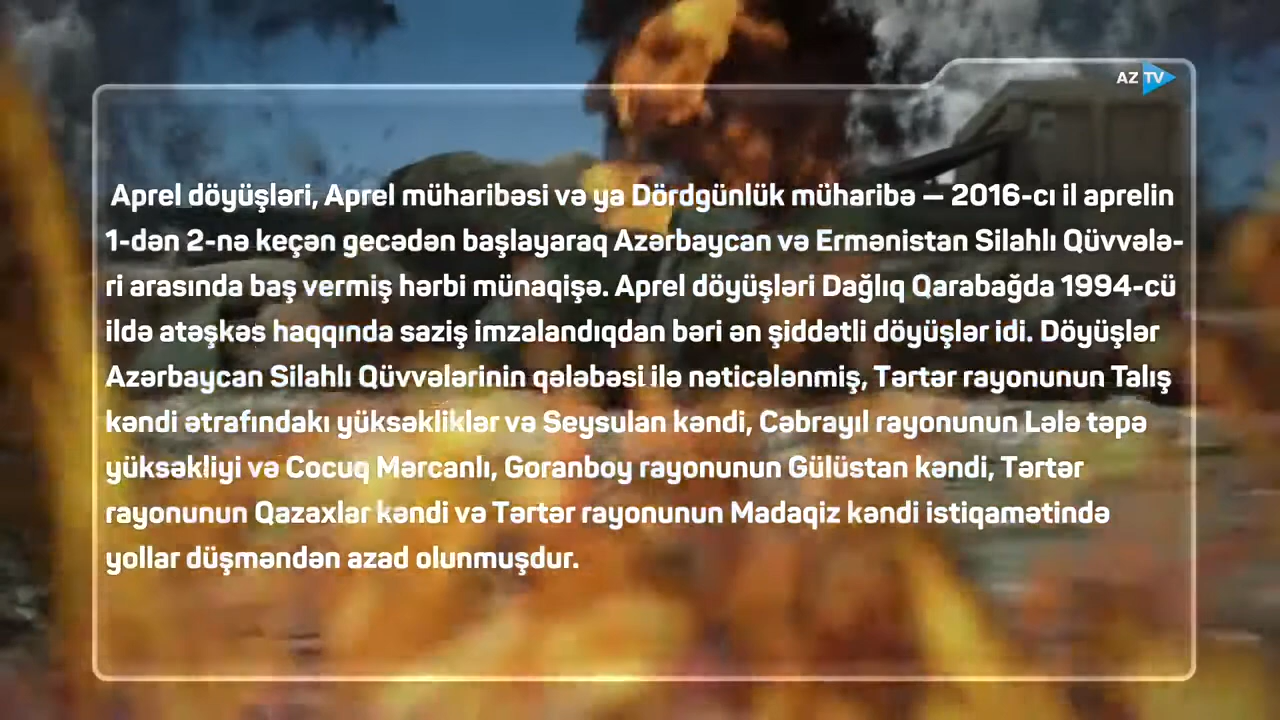 AZ TV
Aprel döyüşləri, Aprel müharibəsi və ya Dördgünlük müharibə — 2016-cı il aprelin
1-dən 2-nə keçən gecədən başlayaraq Azərbaycan və Ermənistan Silahlı Qüvvələ-
ri arasında baş vermiş hərbi münaqişə. Aprel döyüşləri Dağlıq Qarabağda 1994-cü
ildə atəşkəs haqqında saziş imzalandıqdan bəri ən şiddətli döyüşlər idi. Döyüşlər
Azərbaycan Silahlı Qüvvələrinin qələbəsi ilə nəticələnmiş, Tərtər rayonunun Talış
kəndi ətrafındakı yüksəkliklər və Seysulan kəndi, Cəbrayıl rayonunun Lələ təpə
yüksəkliyi və Cocuq Mərcanlı, Goranboy rayonunun Gülüstan kəndi, Tərtər
rayonunun Qazaxlar kəndi və Tərtər rayonunun Madaqiz kəndi istiqamətində
yollar düşməndən azad olunmuşdur.